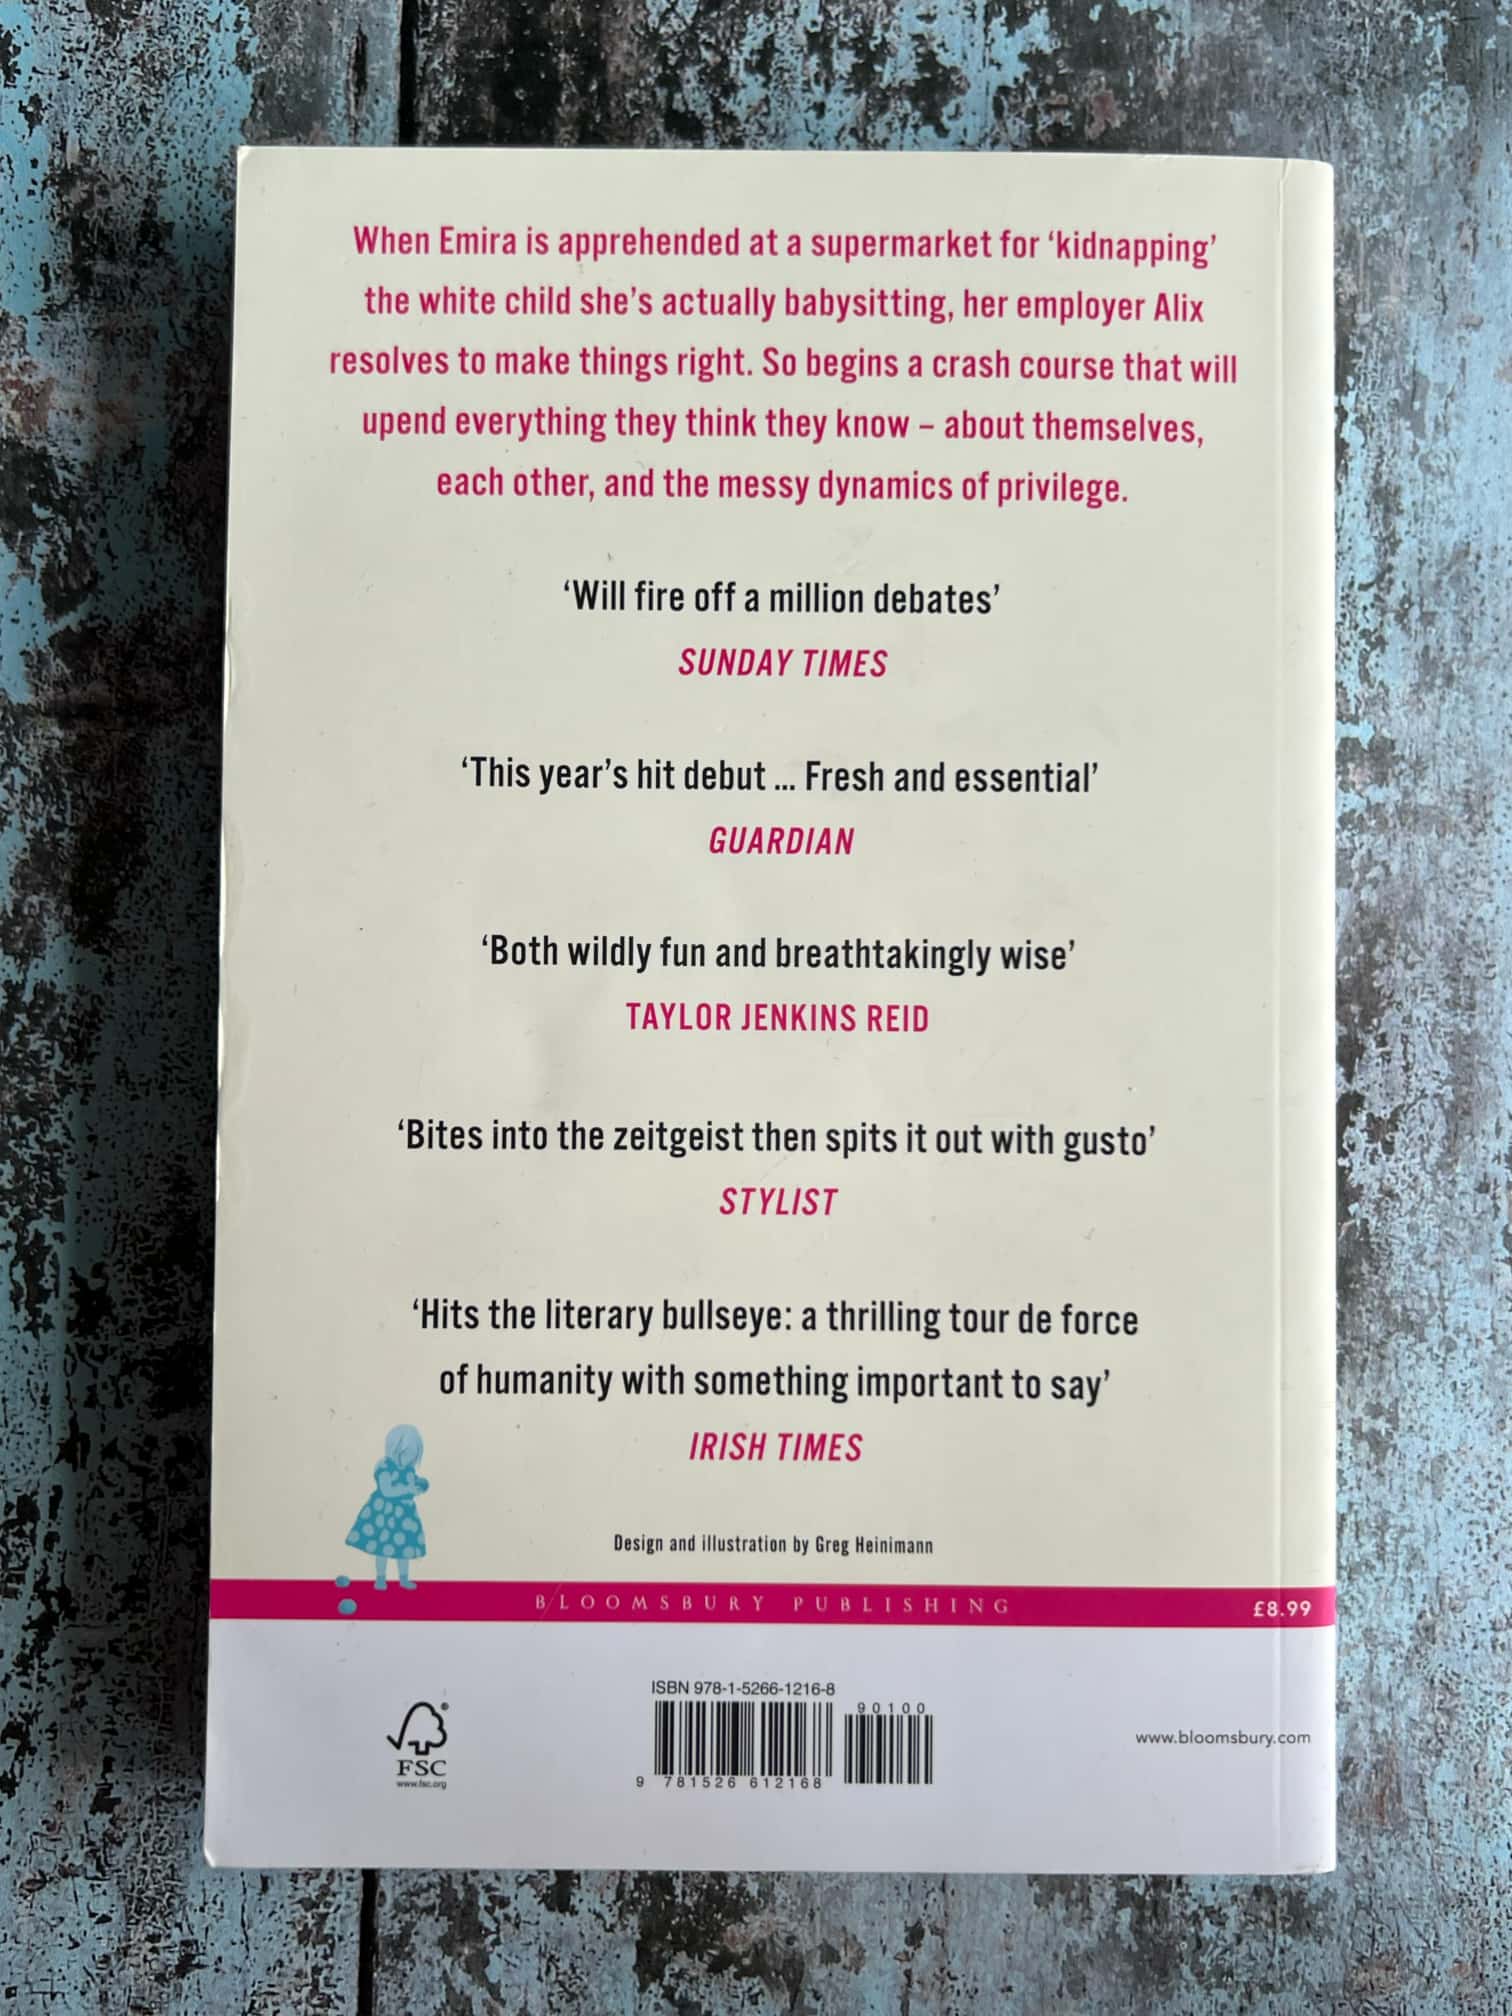 When Emira is apprehended at a supermarket for ‘kidnapping’
the white child she’s actually babysitting, her employer Alix
resolves to make things right. So begins a crash course that will
upend everything they think they know – about themselves,
each other, and the messy dynamics of privilege.
‘Will fire off a million debates’
SUNDAY TIMES
‘This year’s hit debut ... Fresh and essential’
GUARDIAN
‘Both wildly fun and breathtakingly wise’
TAYLOR JENKINS REID
‘Bites into the zeitgeist then spits it out with gusto’
STYLIST
‘Hits the literary bullseye: a thrilling tour de force
of humanity with something important to say’
IRISH TIMES
Design and illustration by Greg Heinimann
BLOOMSBURY PUBLISHING
£8.99
ISBN 978-1-5266-1216-8
90100
9 781526 612168
FSC
www.fsc.org
www.bloomsbury.com